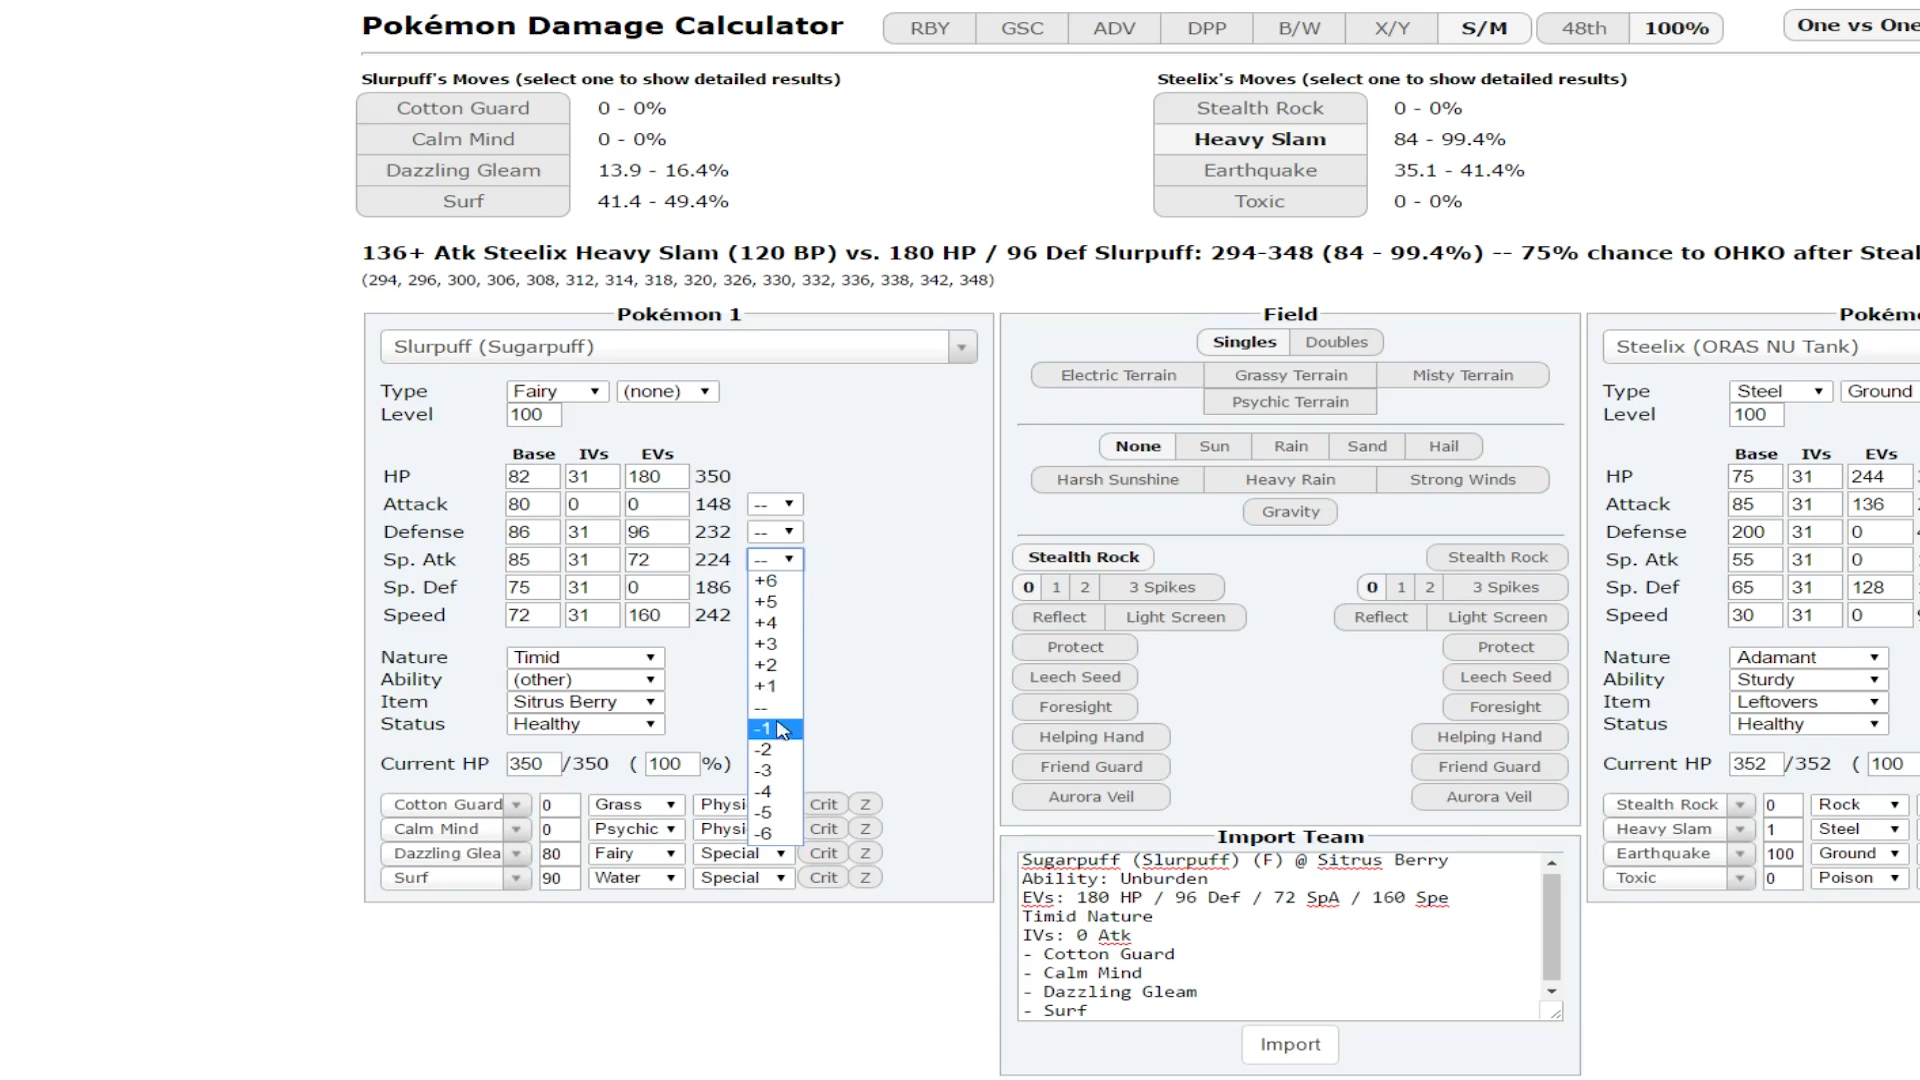 Pokémon Damage Calculator RBY GSC ADV DPP B/W X/Y S/M 48th 100% One vs One
Slurpuff's Moves (select one to show detailed results) Steelix's Moves (select one to show detailed results)
Cotton Guard 0 - 0% Stealth Rock 0 - 0%
Calm Mind 0 - 0% Heavy Slam 84 - 99.4%
Dazzling Gleam 13.9 - 16.4% Earthquake 35.1 - 41.4%
Surf 41.4 - 49.4% Toxic 0 - 0%
136+ Atk Steelix Heavy Slam (120 BP) vs. 180 HP / 96 Def Slurpuff: 294-348 (84 - 99.4%) -- 75% chance to OHKO after Steal
(294, 296, 300, 306, 308, 312, 314, 318, 320, 326, 330, 332, 336, 338, 342, 348)
Pokémon 1
Slurpuff (Sugarpuff)
Type Fairy (none)
Level 100
Base IVs EVs
HP 82 31 180 350
Attack 80 0 0 148 --
Defense 86 31 96 232 --
Sp. Atk 85 31 72 224 --
Sp. Def 75 31 0 186
Speed 72 31 160 242
+6
+5
+4
+3
+2
+1
--
-1
-2
-3
-4
-5
-6
Nature Timid
Ability (other)
Item Sitrus Berry
Status Healthy
Current HP 350 /350 ( 100 %)
Cotton Guard 0 Grass Physi Crit Z
Calm Mind 0 Psychic Physi Crit Z
Dazzling Glea 80 Fairy Special Crit Z
Surf 90 Water Special Crit Z
Field
Singles Doubles
Electric Terrain Grassy Terrain Misty Terrain
Psychic Terrain
None Sun Rain Sand Hail
Harsh Sunshine Heavy Rain Strong Winds
Gravity
Stealth Rock Stealth Rock
0 1 2 3 Spikes 0 1 2 3 Spikes
Reflect Light Screen Reflect Light Screen
Protect Protect
Leech Seed Leech Seed
Foresight Foresight
Helping Hand Helping Hand
Friend Guard Friend Guard
Aurora Veil Aurora Veil
Import Team
Sugarpuff (Slurpuff) (F) @ Sitrus Berry
Ability: Unburden
EVs: 180 HP / 96 Def / 72 SpA / 160 Spe
Timid Nature
IVs: 0 Atk
- Cotton Guard
- Calm Mind
- Dazzling Gleam
- Surf
Import
Pokém
Steelix (ORAS NU Tank)
Type Steel Ground
Level 100
Base IVs EVs
HP 75 31 244
Attack 85 31 136
Defense 200 31 0
Sp. Atk 55 31 0
Sp. Def 65 31 128
Speed 30 31 0
Nature Adamant
Ability Sturdy
Item Leftovers
Status Healthy
Current HP 352 /352 ( 100
Stealth Rock 0 Rock
Heavy Slam 1 Steel
Earthquake 100 Ground
Toxic 0 Poison